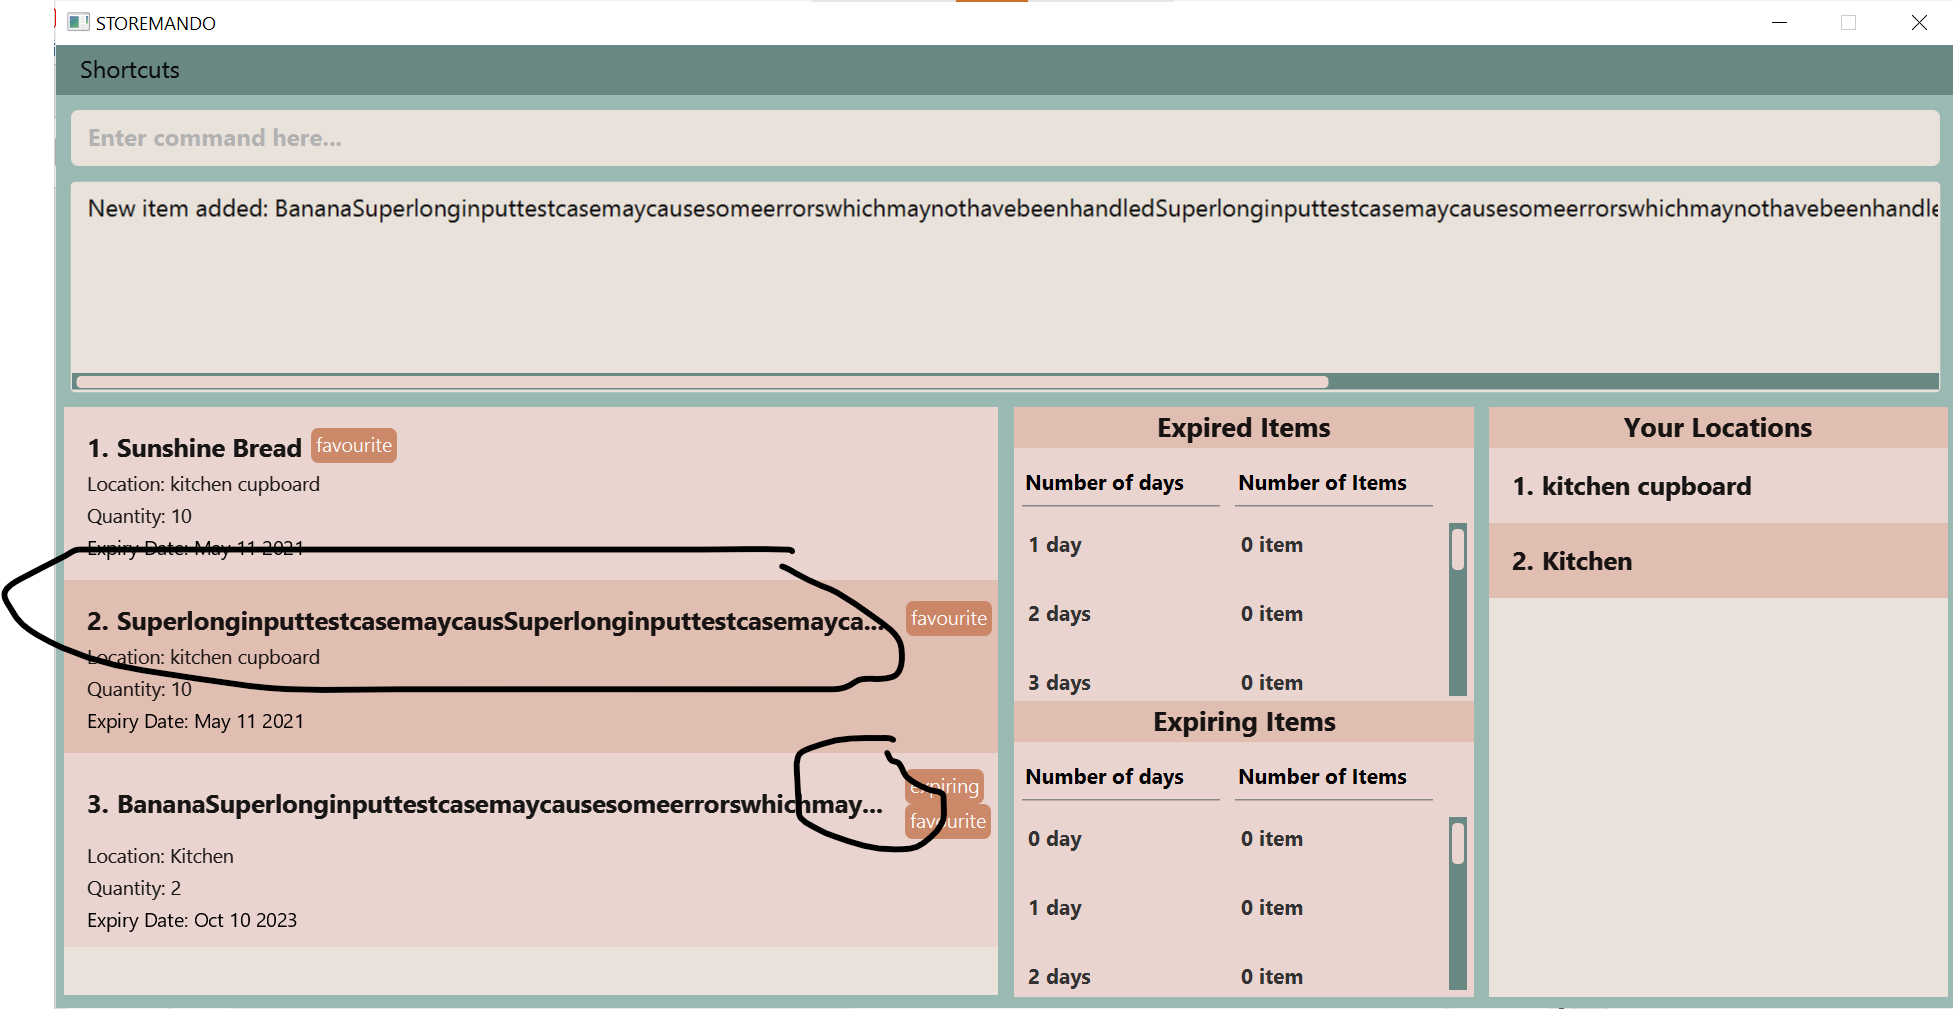 STOREMANDO
Shortcuts
Enter command here...
New item added: BananaSuperlonginputtestcasemaycausesomeerrorswhichmaynothavebeenhandledSuperlonginputtestcasemaycausesomeerrorswhichmaynothavebeenhandle
1. Sunshine Bread favourite
Location: kitchen cupboard
Quantity: 10
Expiry Date: May 11 2021
2. SuperlonginputtestcasemaycausSuperlonginputtestcasemayca... favourite
Location: kitchen cupboard
Quantity: 10
Expiry Date: May 11 2021
3. BananaSuperlonginputtestcasemaycausesomeerrorswhichmay... expiring
favourite
Location: Kitchen
Quantity: 2
Expiry Date: Oct 10 2023
Expired Items
Number of days Number of Items
1 day 0 item
2 days 0 item
3 days 0 item
Expiring Items
Number of days Number of Items
0 day 0 item
1 day 0 item
2 days 0 item
Your Locations
1. kitchen cupboard
2. Kitchen